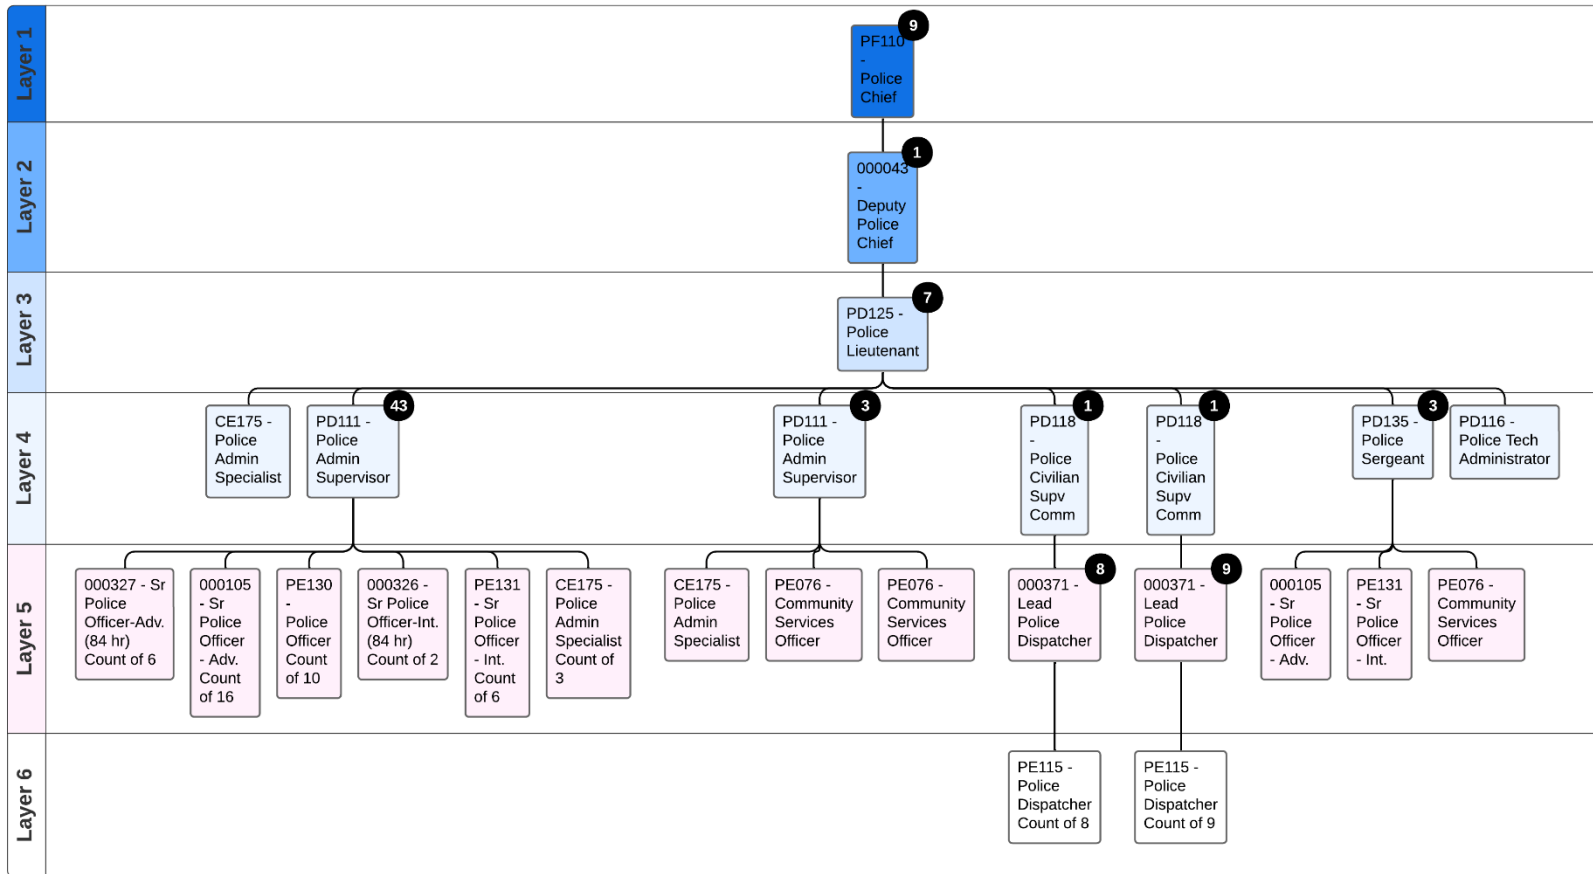 Layer 1
9
PF110
-
Police
Chief
Layer 2
1
000043
-
Deputy
Police
Chief
Layer 3
7
PD125 -
Police
Lieutenant
Layer 4
CE175 -
Police
Admin
Specialist
43
PD111 -
Police
Admin
Supervisor
3
PD111 -
Police
Admin
Supervisor
1
PD118
-
Police
Civilian
Supv
Comm
1
PD118
-
Police
Civilian
Supv
Comm
3
PD135 -
Police
Sergeant
PD116 -
Police Tech
Administrator
Layer 5
000327 - Sr
Police
Officer-Adv.
(84 hr)
Count of 6
000105
- Sr
Police
Officer
- Adv.
Count
of 16
PE130
-
Police
Officer
Count
of 10
000326 -
Sr Police
Officer-Int.
(84 hr)
Count of 2
PE131
- Sr
Police
Officer
- Int.
Count
of 6
CE175 -
Police
Admin
Specialist
Count of
3
CE175 -
Police
Admin
Specialist
PE076 -
Community
Services
Officer
PE076 -
Community
Services
Officer
8
000371 -
Lead
Police
Dispatcher
9
000371 -
Lead
Police
Dispatcher
000105
- Sr
Police
Officer
- Adv.
PE131
- Sr
Police
Officer
- Int.
PE076 -
Community
Services
Officer
Layer 6
PE115 -
Police
Dispatcher
Count of 8
PE115 -
Police
Dispatcher
Count of 9